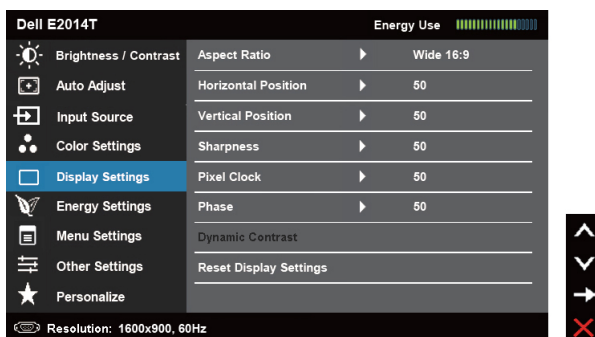 Dell E2014T Energy Use
Brightness / Contrast Aspect Ratio Wide 16:9
Auto Adjust Horizontal Position 50
Input Source Vertical Position 50
Color Settings Sharpness 50
Display Settings Pixel Clock 50
Energy Settings Phase 50
Menu Settings Dynamic Contrast
Other Settings Reset Display Settings
Personalize
Resolution: 1600x900, 60Hz